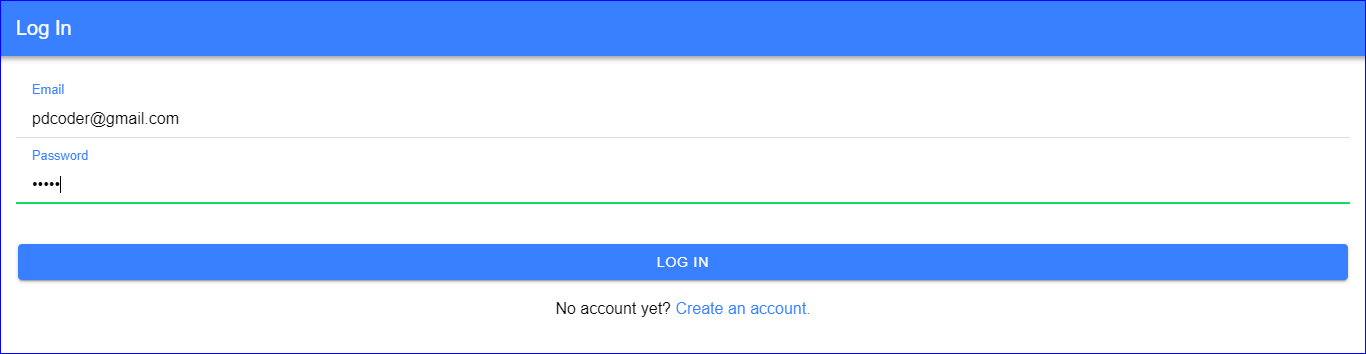 Log In
Email
pdcoder@gmail.com
Password
•••••
LOG IN
No account yet? Create an account.